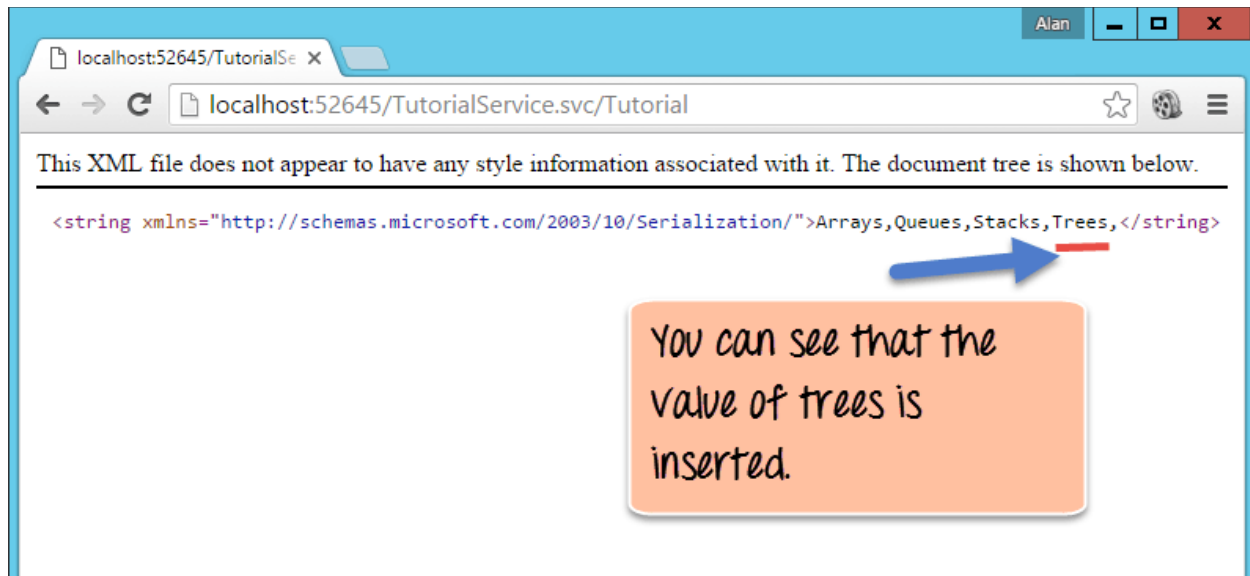 Alan
localhost:52645/TutorialSe
localhost:52645/TutorialService.svc/Tutorial
This XML file does not appear to have any style information associated with it. The document tree is shown below.
<string xmlns="http://schemas.microsoft.com/2003/10/Serialization/">Arrays,Queues,Stacks,Trees,</string>
You can see that the
value of trees is
inserted.